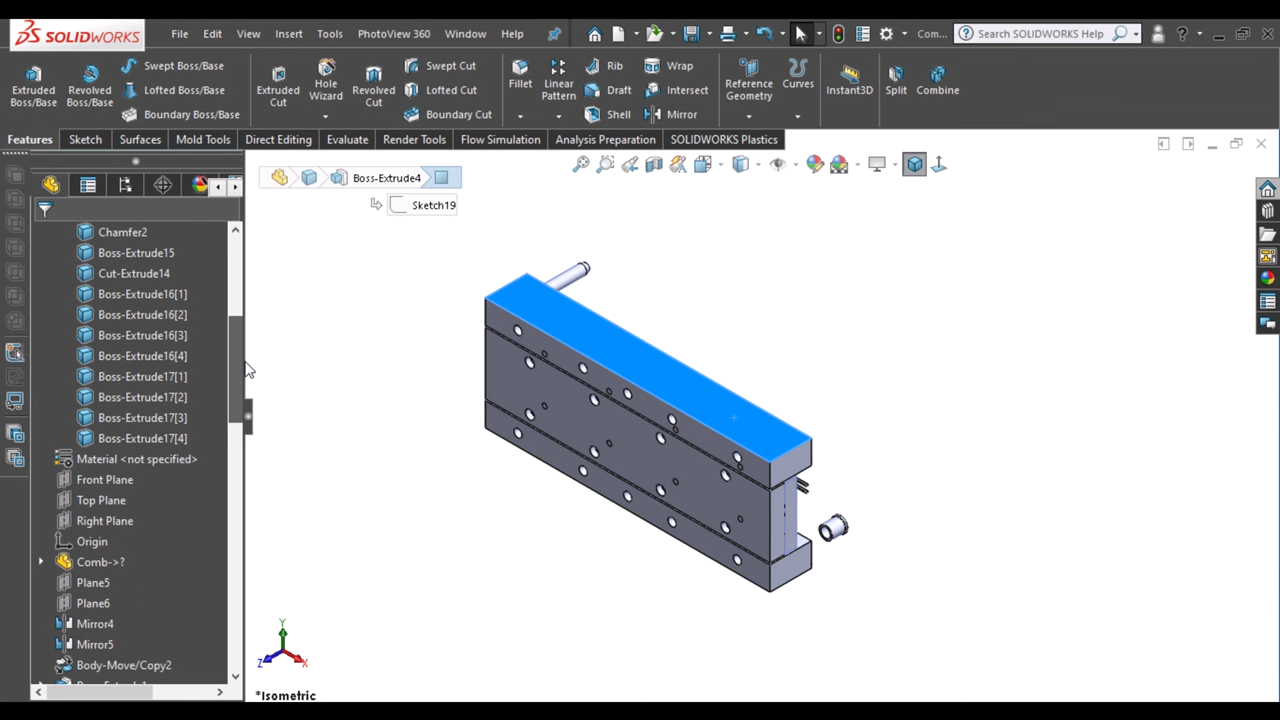 SOLIDWORKS File Edit View Insert Tools PhotoView 360 Window Help Com... Search SOLIDWORKS Help
Extruded Boss/Base Revolved Boss/Base Swept Boss/Base Lofted Boss/Base Boundary Boss/Base Extruded Cut Hole Wizard Revolved Cut Swept Cut Lofted Cut Boundary Cut Fillet Linear Pattern Rib Draft Shell Wrap Intersect Mirror Reference Geometry Curves Instant3D Split Combine
Features Sketch Surfaces Mold Tools Direct Editing Evaluate Render Tools Flow Simulation Analysis Preparation SOLIDWORKS Plastics
Boss-Extrude4
Sketch19
Chamfer2
Boss-Extrude15
Cut-Extrude14
Boss-Extrude16[1]
Boss-Extrude16[2]
Boss-Extrude16[3]
Boss-Extrude16[4]
Boss-Extrude17[1]
Boss-Extrude17[2]
Boss-Extrude17[3]
Boss-Extrude17[4]
Material <not specified>
Front Plane
Top Plane
Right Plane
Origin
Comb->?
Plane5
Plane6
Mirror4
Mirror5
Body-Move/Copy2
Y
Z X
*Isometric